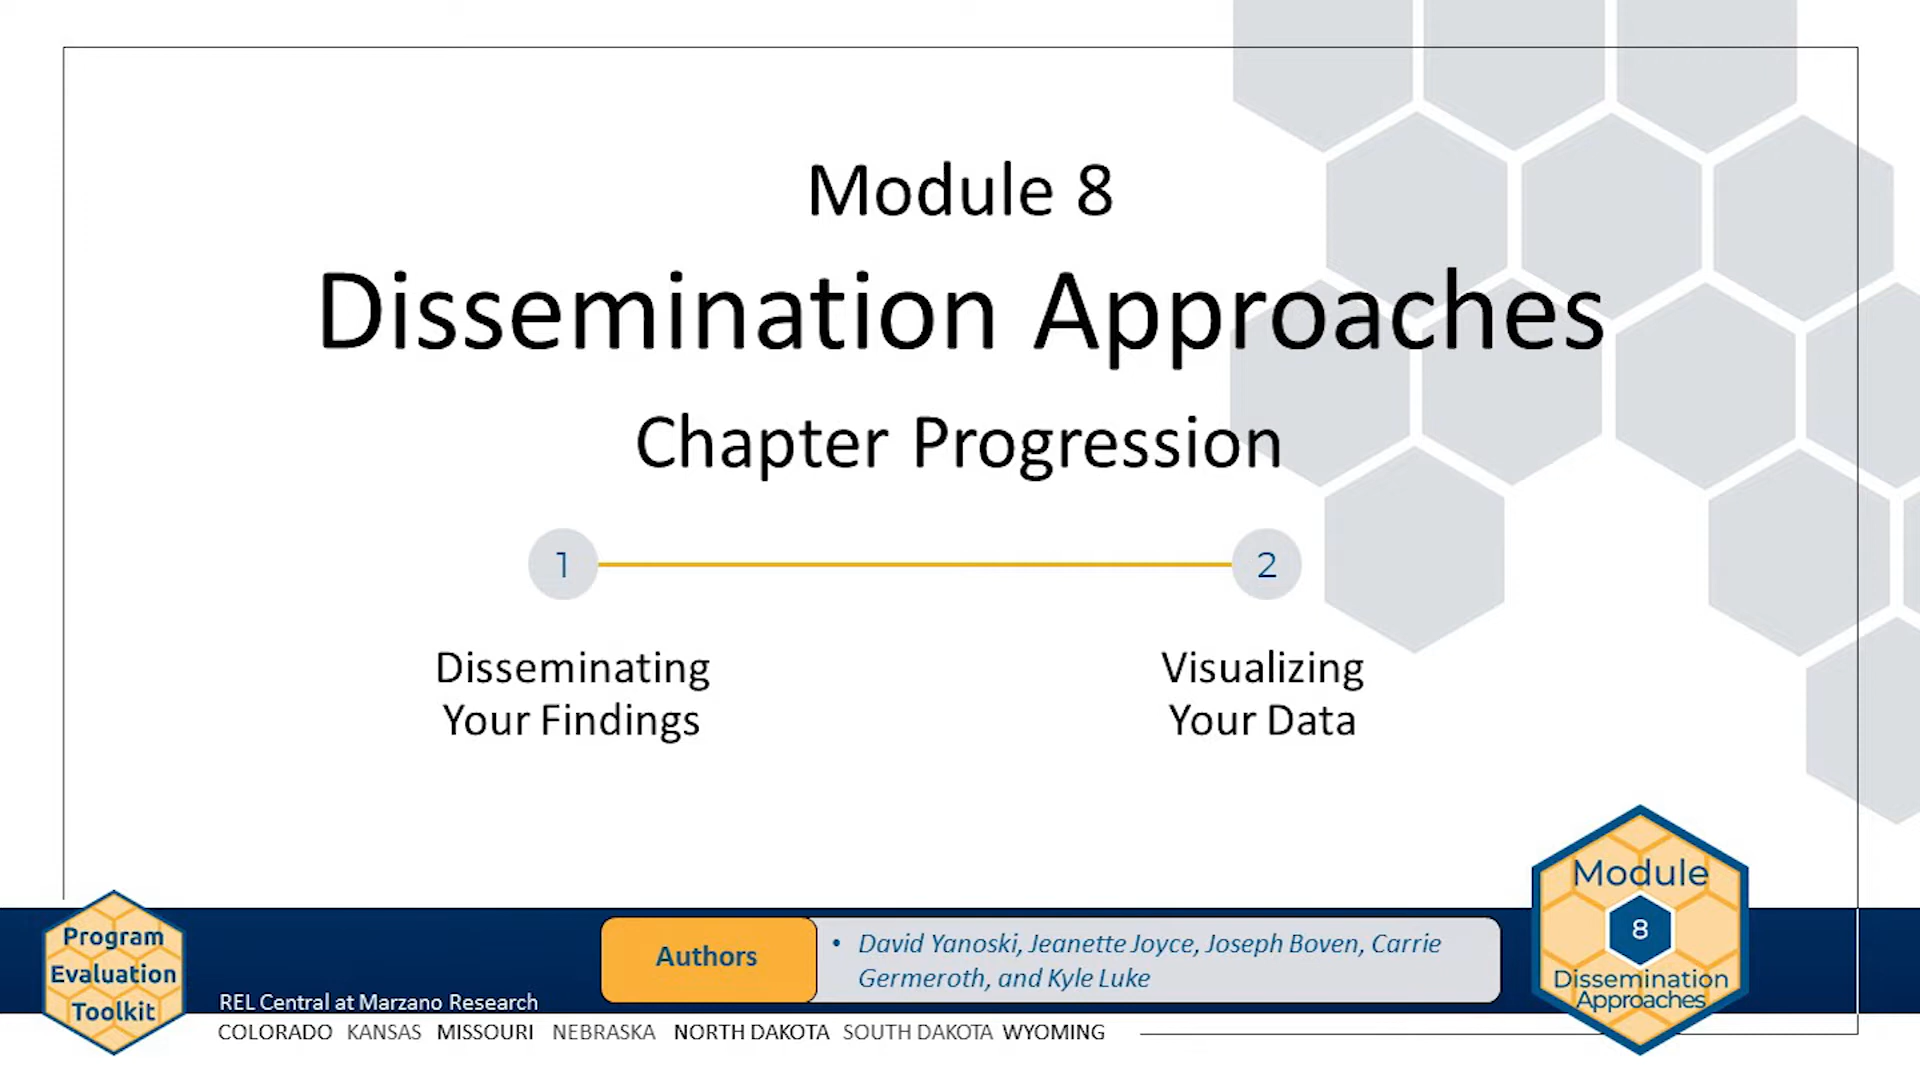 Module 8
Dissemination Approaches
Chapter Progression
1
2
Disseminating
Your Findings
Visualizing
Your Data
Program
Evaluation
Toolkit
REL Central at Marzano Research
COLORADO KANSAS MISSOURI NEBRASKA NORTH DAKOTA SOUTH DAKOTA WYOMING
Authors
• David Yanoski, Jeanette Joyce, Joseph Boven, Carrie
Germeroth, and Kyle Luke
Module
8
Dissemination
Approaches